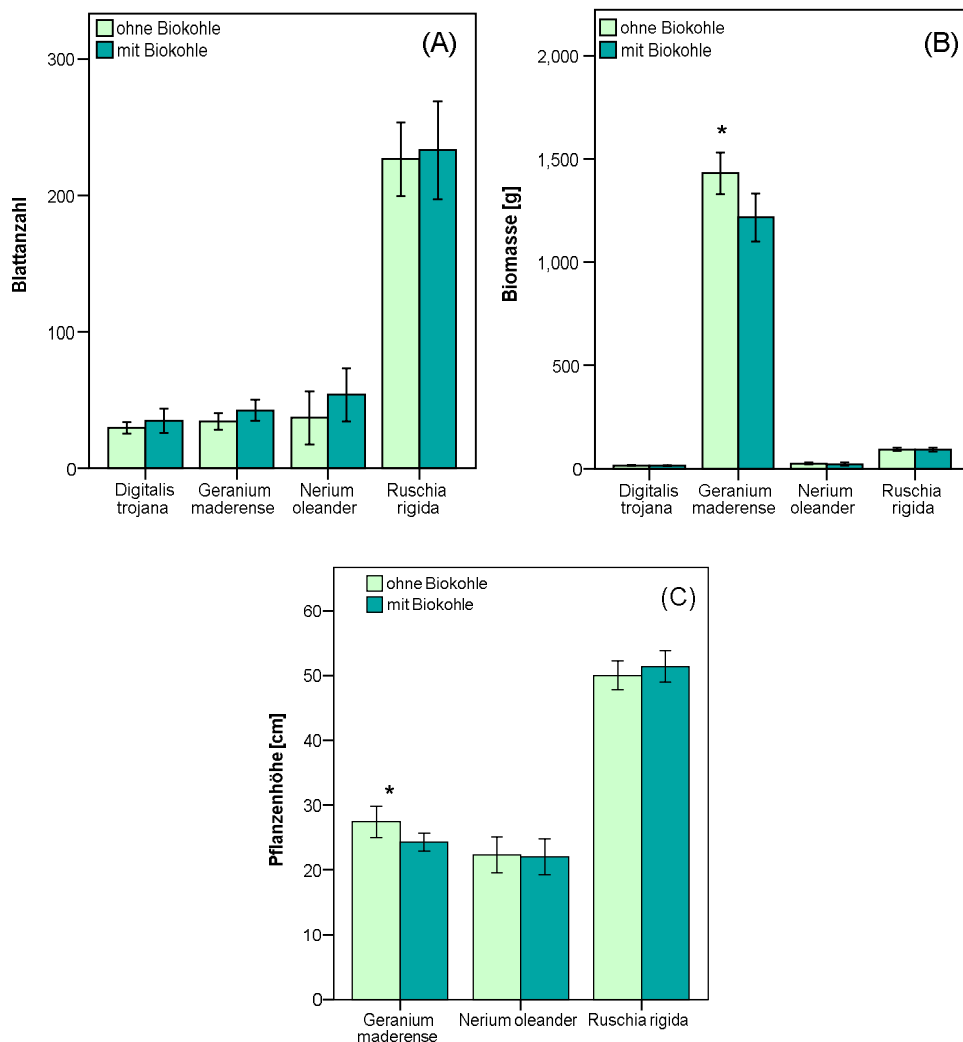 ohne Biokohle
mit Biokohle
(A)
300
200
100
0
Blattanzahl
Digitalis trojana
Geranium maderense
Nerium oleander
Ruschia rigida
ohne Biokohle
mit Biokohle
(B)
2,000
1,500
1,000
500
0
Biomasse [g]
*
Digitalis trojana
Geranium maderense
Nerium oleander
Ruschia rigida
ohne Biokohle
mit Biokohle
(C)
60
50
40
30
20
10
0
Pflanzenhöhe [cm]
*
Geranium maderense
Nerium oleander
Ruschia rigida